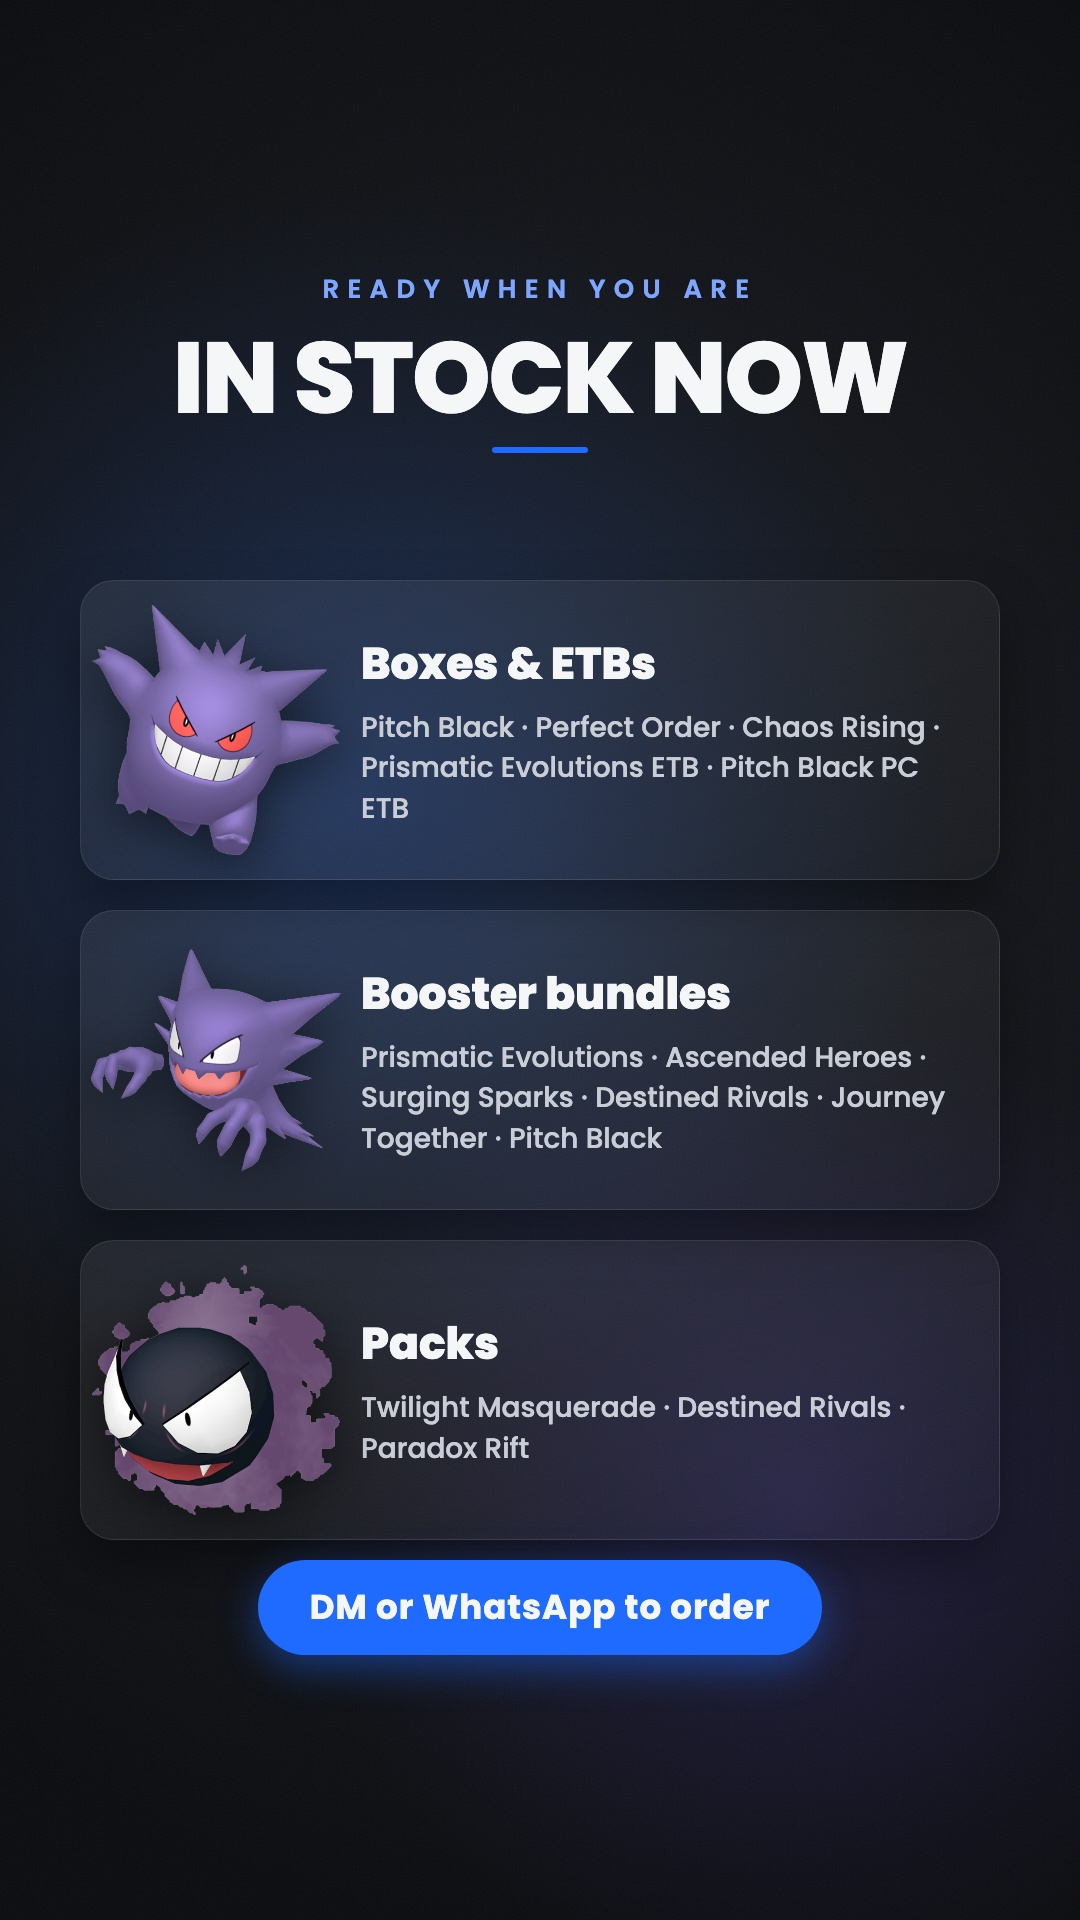 READY WHEN YOU ARE
IN STOCK NOW
Boxes & ETBs
Pitch Black · Perfect Order · Chaos Rising ·
Prismatic Evolutions ETB · Pitch Black PC
ETB
Booster bundles
Prismatic Evolutions · Ascended Heroes ·
Surging Sparks · Destined Rivals · Journey
Together · Pitch Black
Packs
Twilight Masquerade · Destined Rivals ·
Paradox Rift
DM or WhatsApp to order